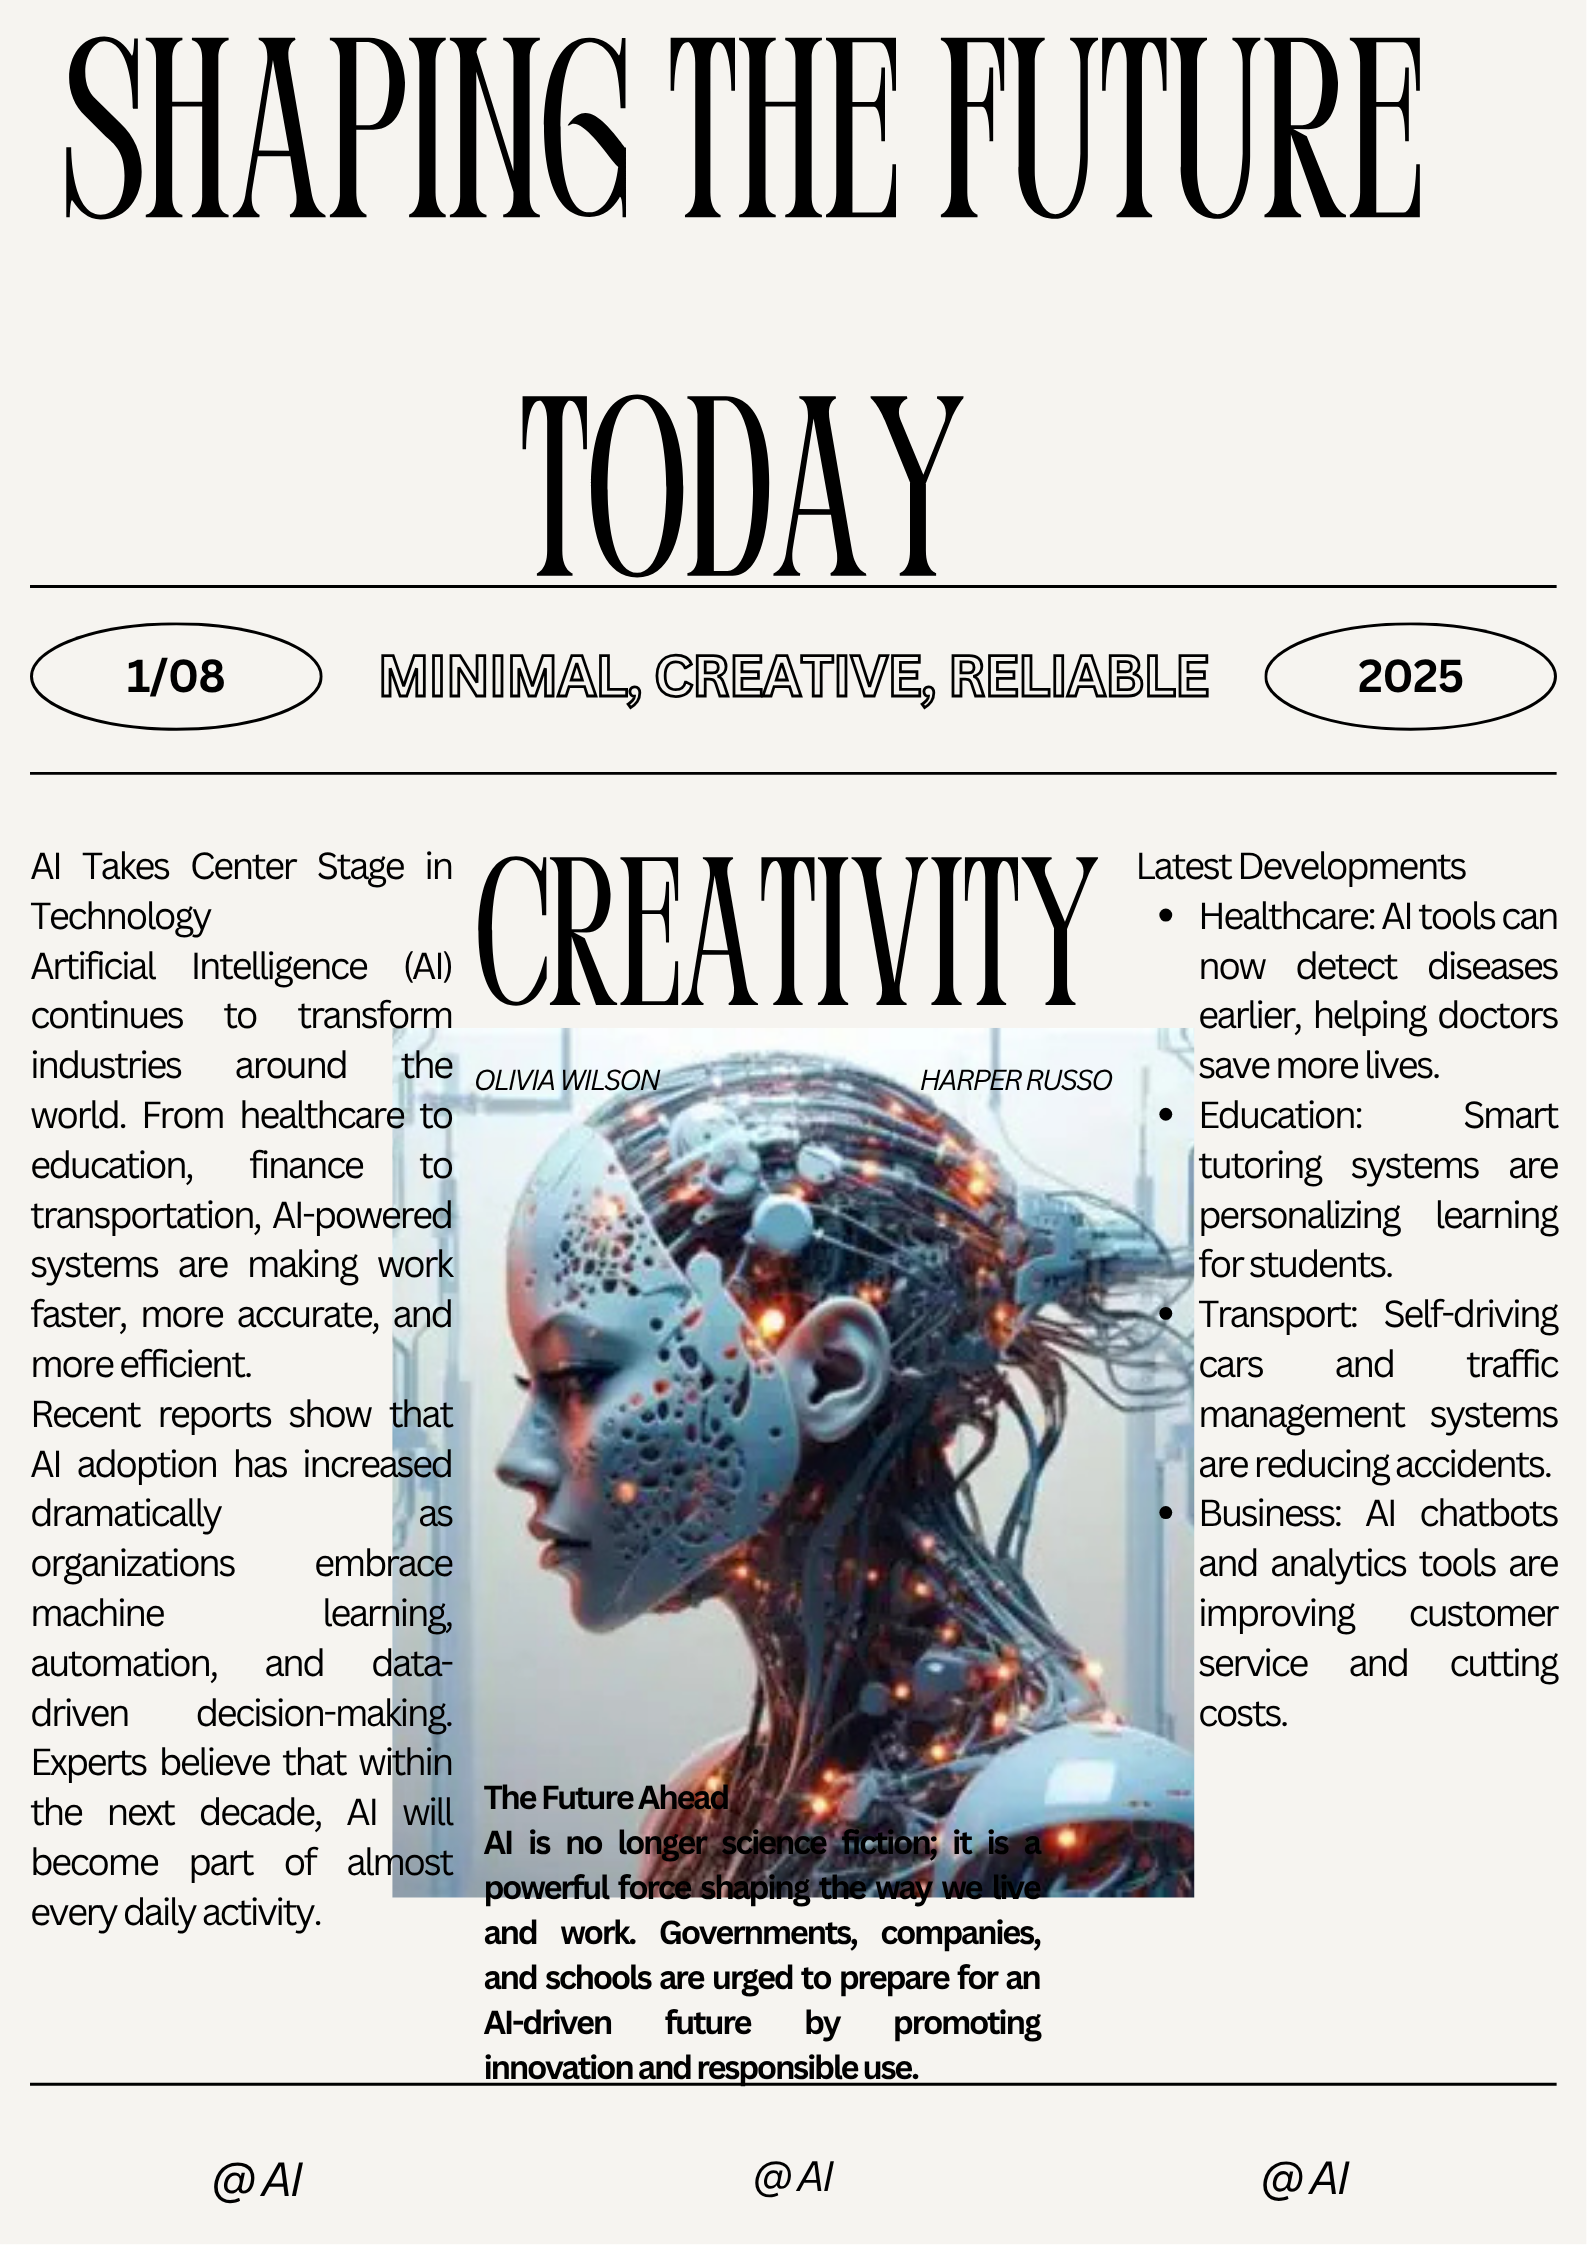 SHAPING THE FUTURE
TODAY
1/08
MINIMAL, CREATIVE, RELIABLE
2025
AI Takes Center Stage in
Technology
Artificial Intelligence (AI)
continues to transform
industries around the
world. From healthcare to
education, finance to
transportation, AI-powered
systems are making work
faster, more accurate, and
more efficient.
Recent reports show that
AI adoption has increased
dramatically as
organizations embrace
machine learning,
automation, and data-
driven decision-making.
Experts believe that within
the next decade, AI will
become part of almost
every daily activity.
CREATIVITY
OLIVIA WILSON
HARPER RUSSO
The Future Ahead
AI is no longer science fiction; it is a
powerful force shaping the way we live
and work. Governments, companies,
and schools are urged to prepare for an
AI-driven future by promoting
innovation and responsible use.
Latest Developments
• Healthcare: AI tools can
now detect diseases
earlier, helping doctors
save more lives.
• Education: Smart
tutoring systems are
personalizing learning
for students.
• Transport: Self-driving
cars and traffic
management systems
are reducing accidents.
• Business: AI chatbots
and analytics tools are
improving customer
service and cutting
costs.
@AI
@AI
@AI